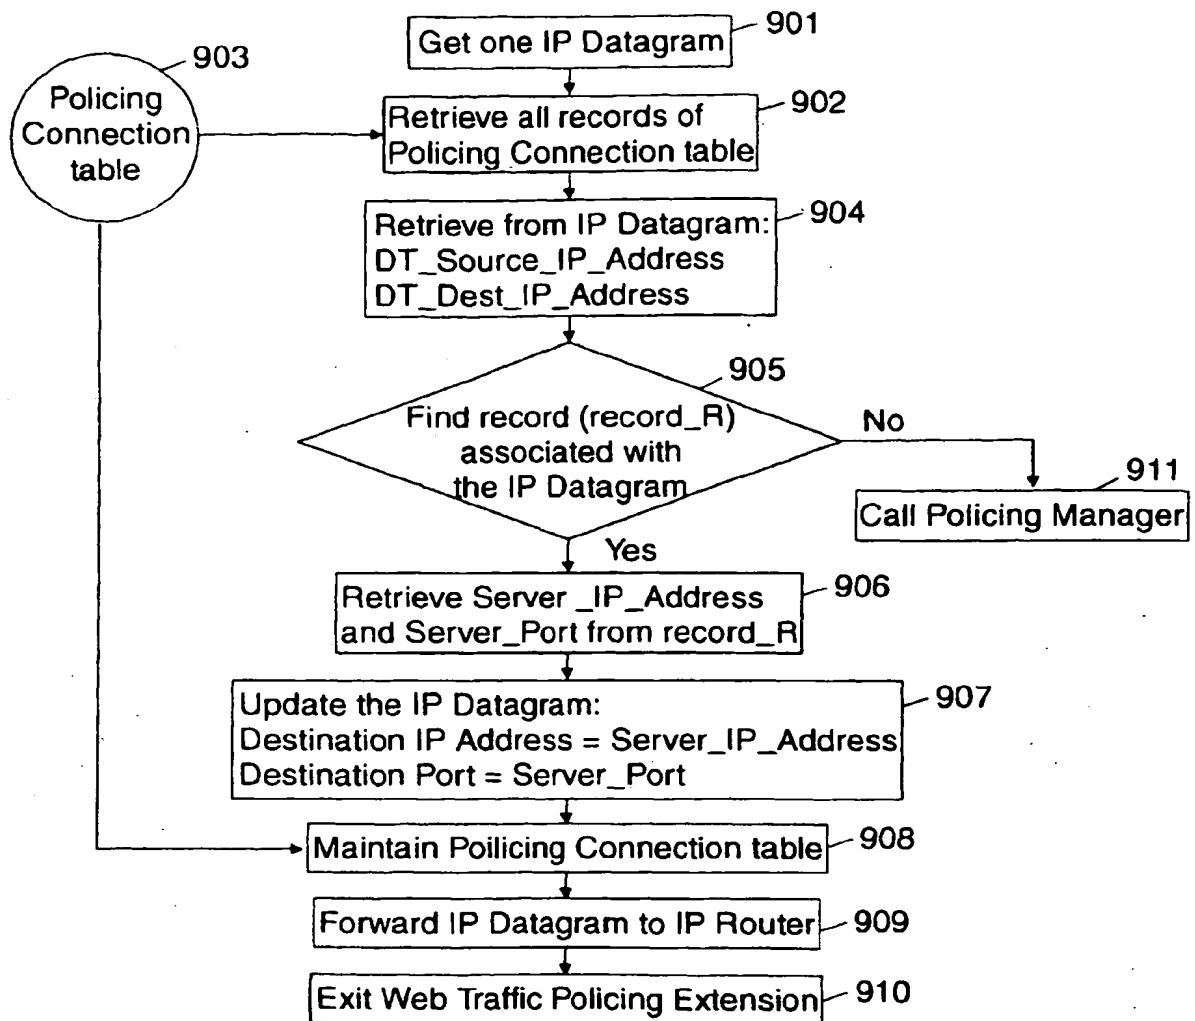 Get one IP Datagram
901
903
Policing
Connection
table
Retrieve all records of
Policing Connection table
902
Retrieve from IP Datagram:
DT_Source_IP_Address
DT_Dest_IP_Address
904
905
Find record (record_R)
associated with
the IP Datagram
No
911
Call Policing Manager
Yes
Retrieve Server _IP_Address
and Server_Port from record_R
906
Update the IP Datagram:
Destination IP Address = Server_IP_Address
Destination Port = Server_Port
907
Maintain Poilicing Connection table
908
Forward IP Datagram to IP Router
909
Exit Web Traffic Policing Extension
910